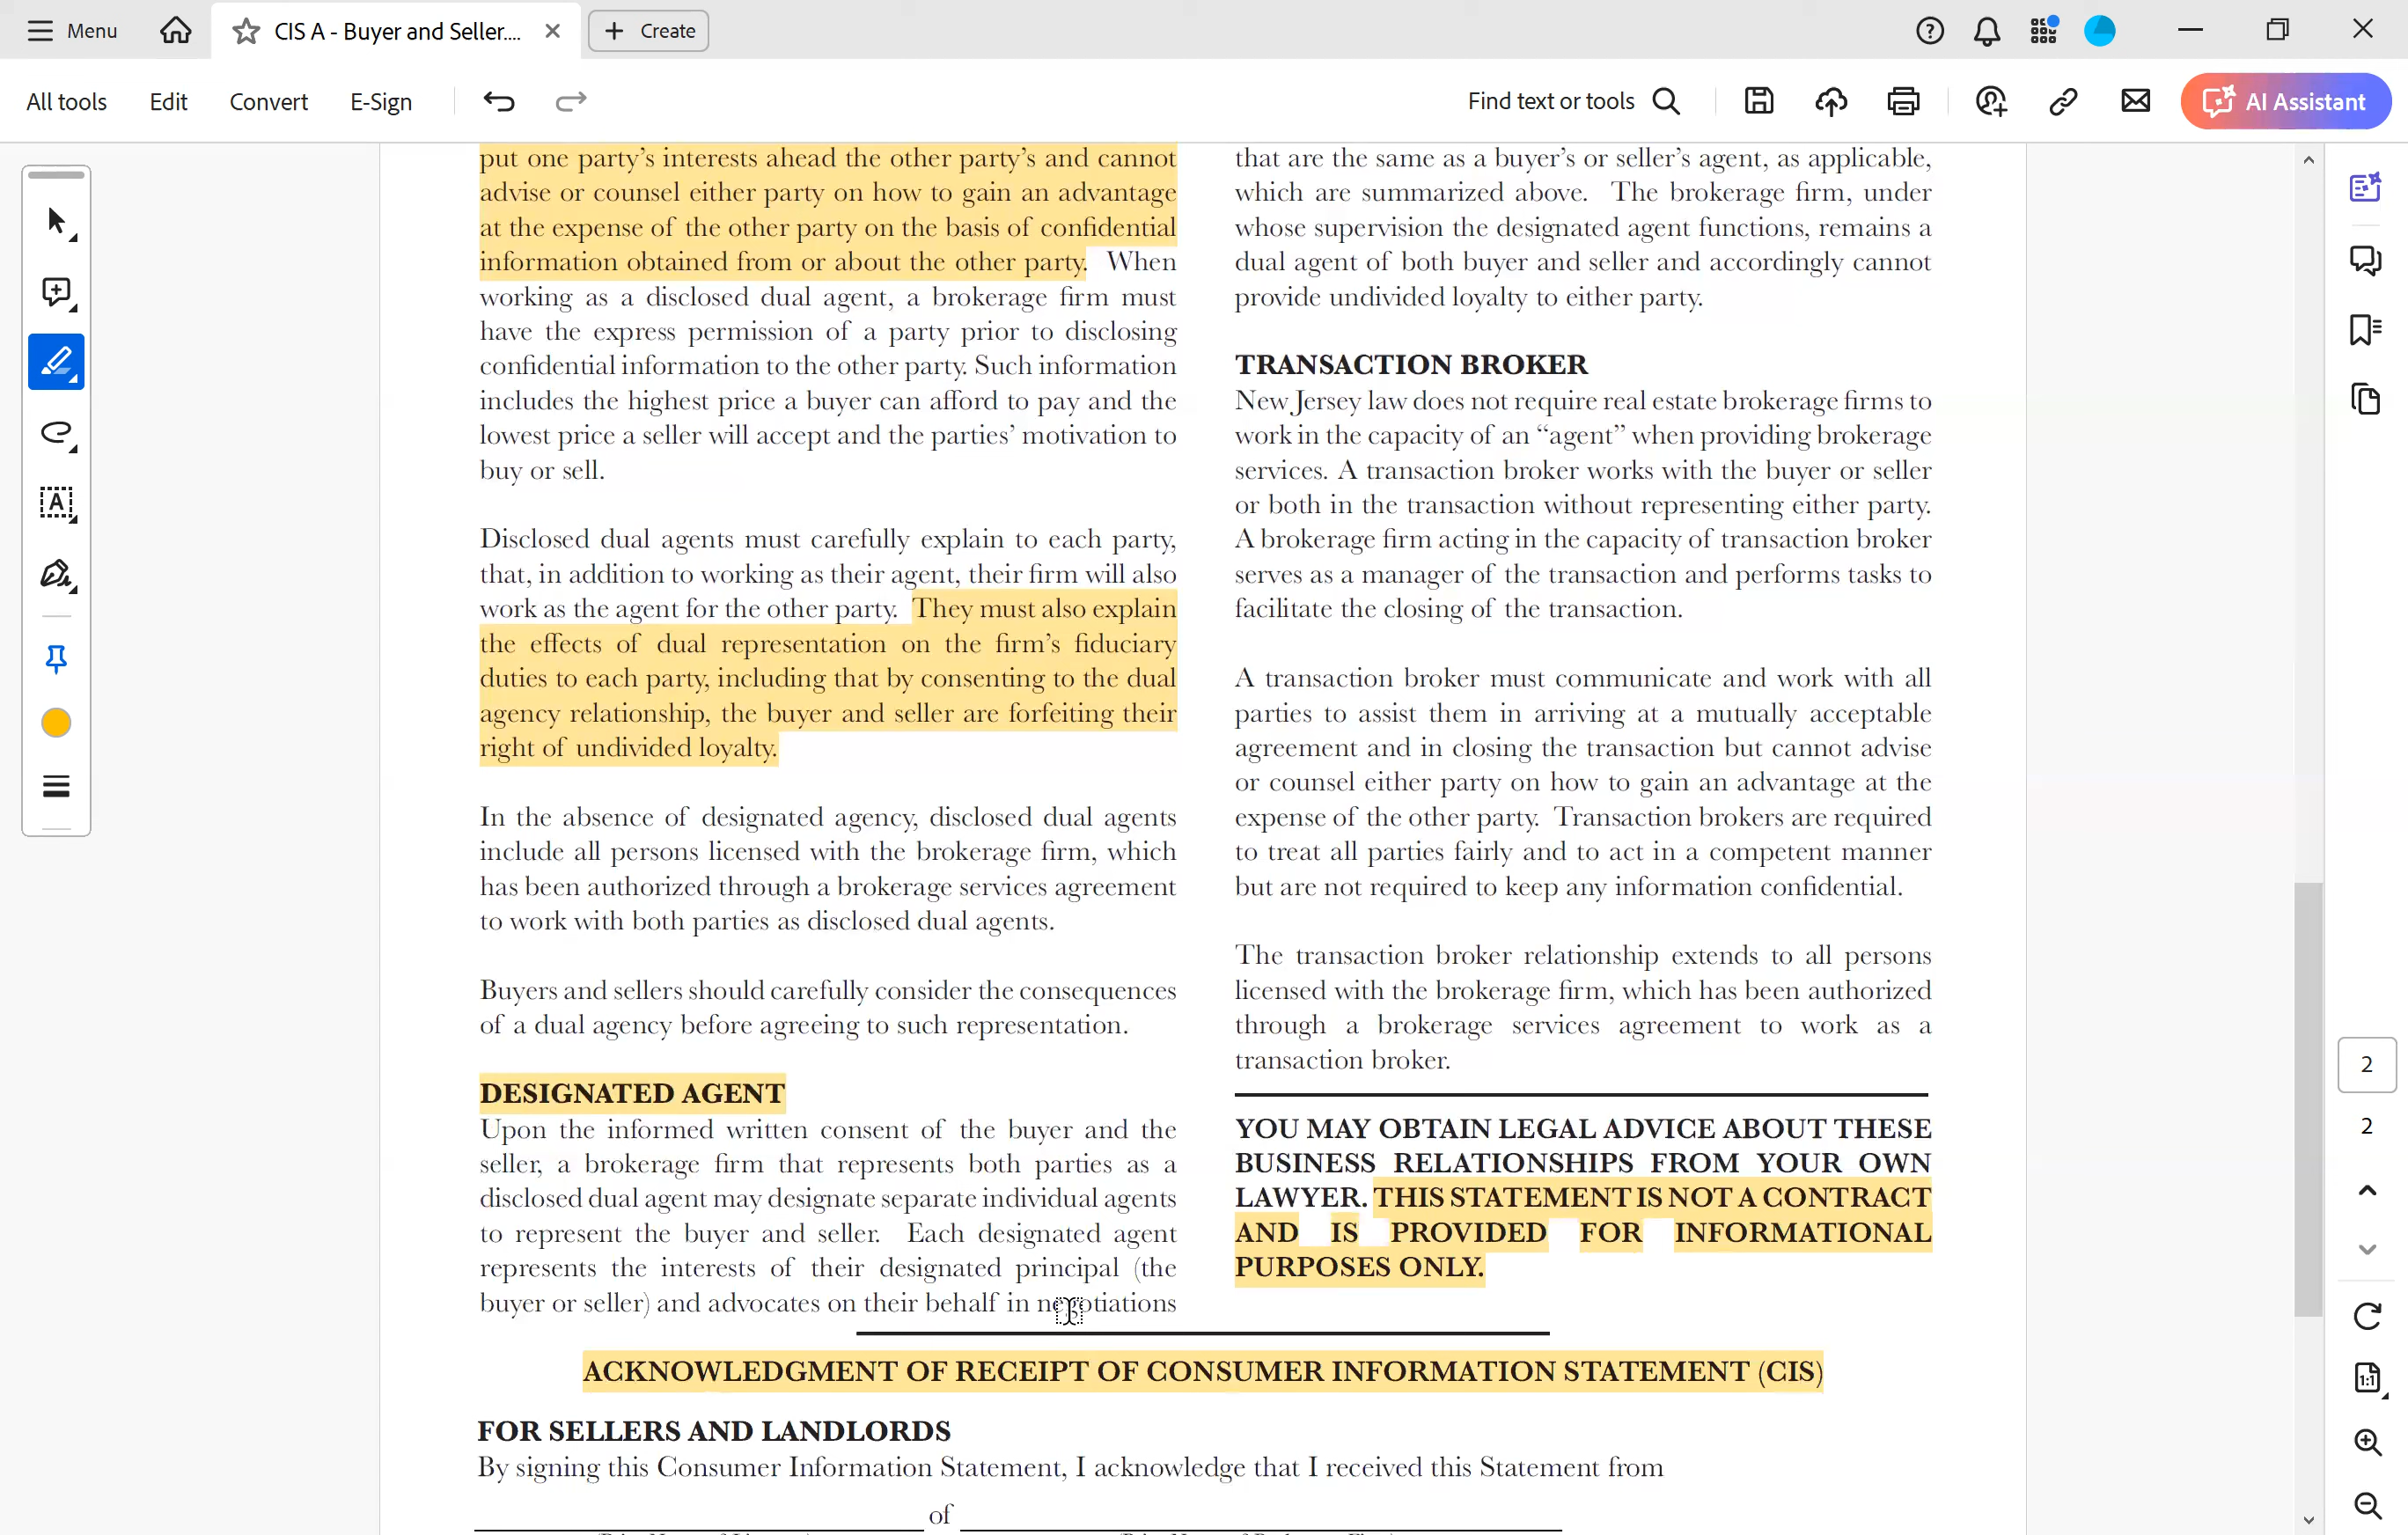 Menu
CIS A - Buyer and Seller....
Create
All tools
Edit
Convert
E-Sign
Find text or tools
AI Assistant
put one party’s interests ahead the other party’s and cannot
advise or counsel either party on how to gain an advantage
at the expense of the other party on the basis of confidential
information obtained from or about the other party. When
working as a disclosed dual agent, a brokerage firm must
have the express permission of a party prior to disclosing
confidential information to the other party. Such information
includes the highest price a buyer can afford to pay and the
lowest price a seller will accept and the parties’ motivation to
buy or sell.
Disclosed dual agents must carefully explain to each party,
that, in addition to working as their agent, their firm will also
work as the agent for the other party. They must also explain
the effects of dual representation on the firm’s fiduciary
duties to each party, including that by consenting to the dual
agency relationship, the buyer and seller are forfeiting their
right of undivided loyalty.
In the absence of designated agency, disclosed dual agents
include all persons licensed with the brokerage firm, which
has been authorized through a brokerage services agreement
to work with both parties as disclosed dual agents.
Buyers and sellers should carefully consider the consequences
of a dual agency before agreeing to such representation.
DESIGNATED AGENT
Upon the informed written consent of the buyer and the
seller, a brokerage firm that represents both parties as a
disclosed dual agent may designate separate individual agents
to represent the buyer and seller. Each designated agent
represents the interests of their designated principal (the
buyer or seller) and advocates on their behalf in negotiations
that are the same as a buyer’s or seller’s agent, as applicable,
which are summarized above. The brokerage firm, under
whose supervision the designated agent functions, remains a
dual agent of both buyer and seller and accordingly cannot
provide undivided loyalty to either party.
TRANSACTION BROKER
New Jersey law does not require real estate brokerage firms to
work in the capacity of an “agent” when providing brokerage
services. A transaction broker works with the buyer or seller
or both in the transaction without representing either party.
A brokerage firm acting in the capacity of transaction broker
serves as a manager of the transaction and performs tasks to
facilitate the closing of the transaction.
A transaction broker must communicate and work with all
parties to assist them in arriving at a mutually acceptable
agreement and in closing the transaction but cannot advise
or counsel either party on how to gain an advantage at the
expense of the other party. Transaction brokers are required
to treat all parties fairly and to act in a competent manner
but are not required to keep any information confidential.
The transaction broker relationship extends to all persons
licensed with the brokerage firm, which has been authorized
through a brokerage services agreement to work as a
transaction broker.
YOU MAY OBTAIN LEGAL ADVICE ABOUT THESE
BUSINESS RELATIONSHIPS FROM YOUR OWN
LAWYER. THIS STATEMENT IS NOT A CONTRACT
AND IS PROVIDED FOR INFORMATIONAL
PURPOSES ONLY.
ACKNOWLEDGMENT OF RECEIPT OF CONSUMER INFORMATION STATEMENT (CIS)
FOR SELLERS AND LANDLORDS
By signing this Consumer Information Statement, I acknowledge that I received this Statement from
of
2
2